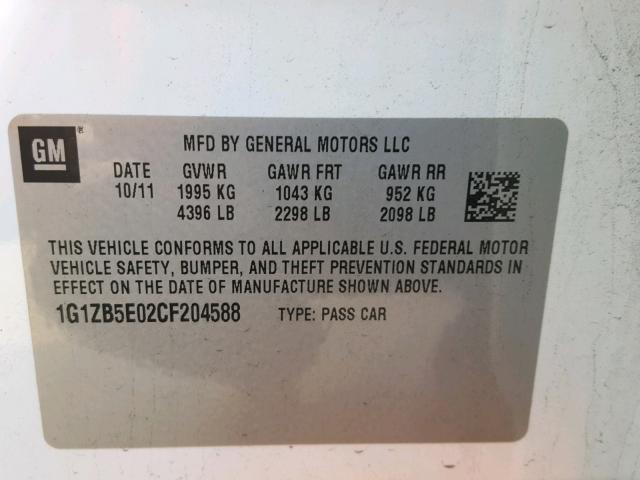 GM ®
MFD BY GENERAL MOTORS LLC
DATE GVWR GAWR FRT GAWR RR
10/11 1995 KG 1043 KG 952 KG
4396 LB 2298 LB 2098 LB
THIS VEHICLE CONFORMS TO ALL APPLICABLE U.S. FEDERAL MOTOR
VEHICLE SAFETY, BUMPER, AND THEFT PREVENTION STANDARDS IN
EFFECT ON THE DATE OF MANUFACTURE SHOWN ABOVE.
1G1ZB5E02CF204588 TYPE: PASS CAR